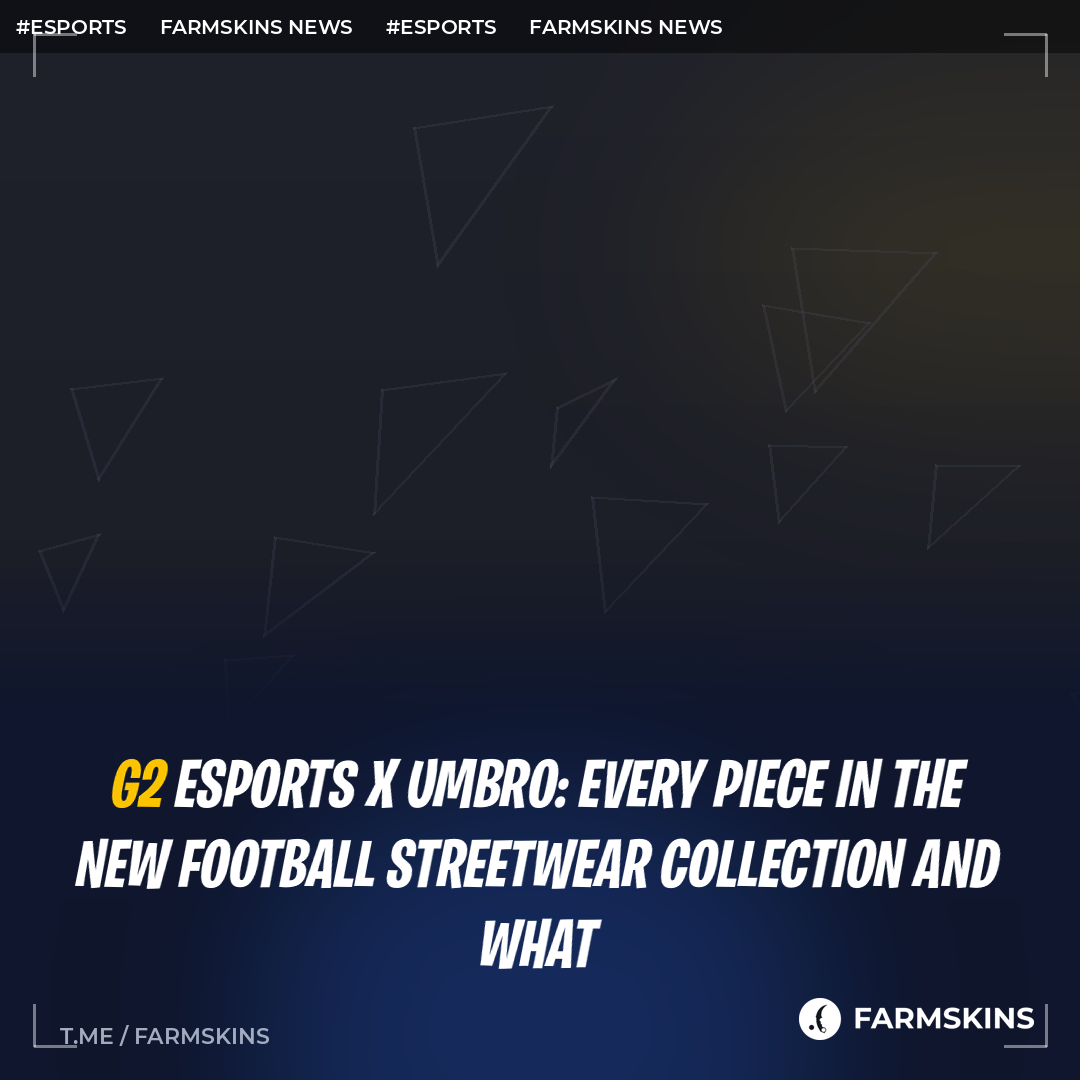 #ESPORTS FARMSKINS NEWS #ESPORTS FARMSKINS NEWS
G2 ESPORTS X UMBRO: EVERY PIECE IN THE
NEW FOOTBALL STREETWEAR COLLECTION AND
WHAT
T.ME / FARMSKINS
FARMSKINS